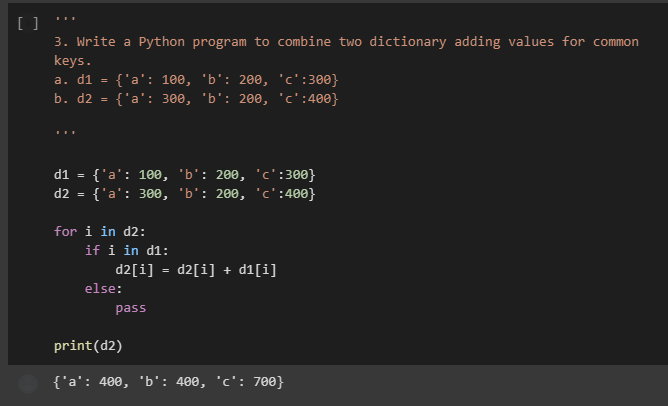 [ ] '''
3. Write a Python program to combine two dictionary adding values for common
keys.
a. d1 = {'a': 100, 'b': 200, 'c':300}
b. d2 = {'a': 300, 'b': 200, 'c':400}
'''
d1 = {'a': 100, 'b': 200, 'c':300}
d2 = {'a': 300, 'b': 200, 'c':400}
for i in d2:
    if i in d1:
        d2[i] = d2[i] + d1[i]
    else:
        pass
print(d2)
{'a': 400, 'b': 400, 'c': 700}